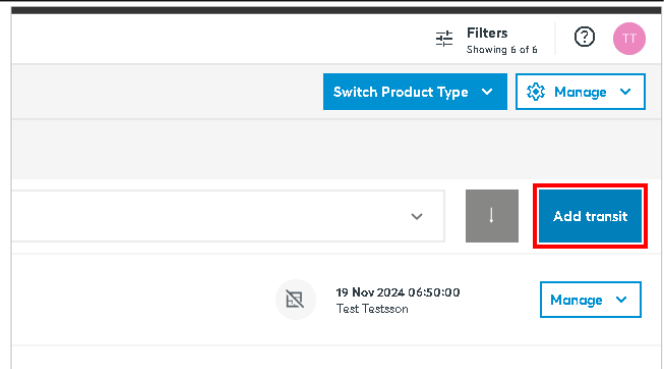 Filters
Showing 6 of 6
TT
Switch Product Type
Manage
Add transit
19 Nov 2024 06:50:00
Test Testsson
Manage